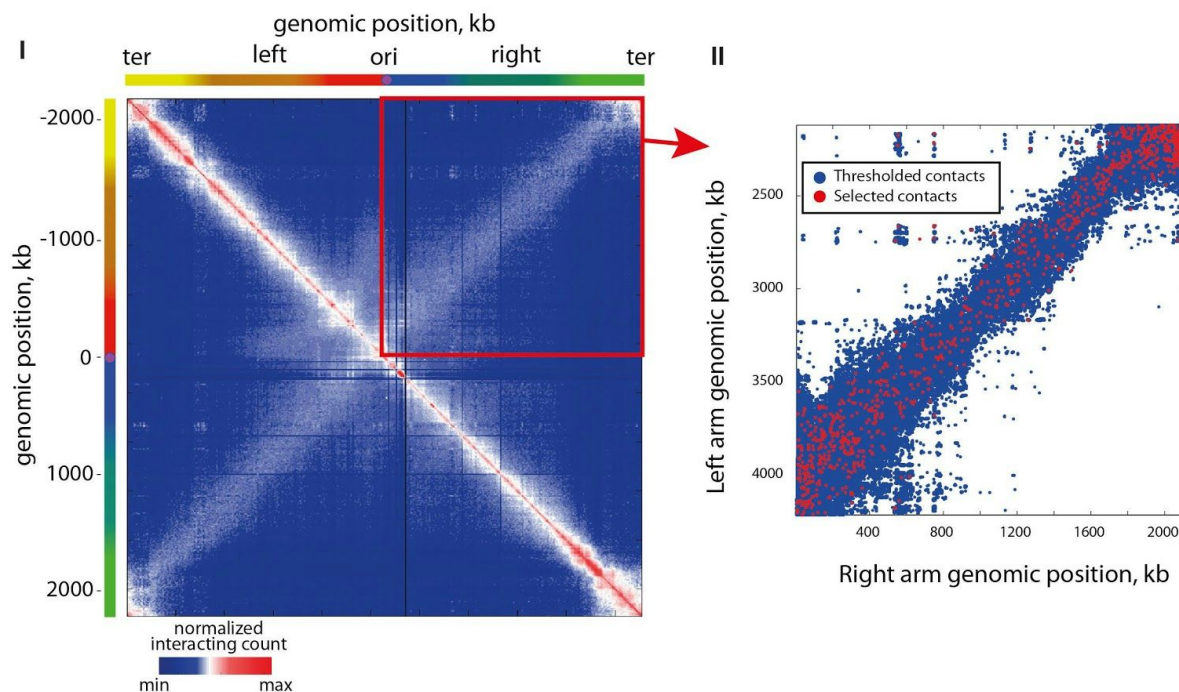 I
genomic position, kb
ter left ori right ter
genomic position, kb
-2000
-1000
0
1000
2000
normalized
interacting count
min max
II
Left arm genomic position, kb
2500
3000
3500
4000
Thresholded contacts
Selected contacts
400 800 1200 1600 2000
Right arm genomic position, kb